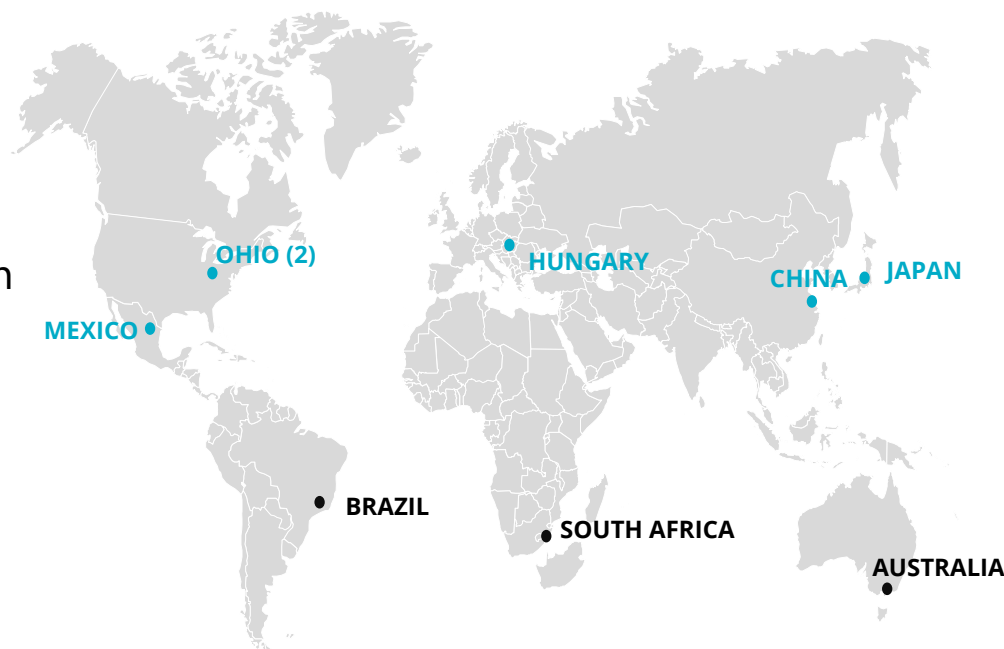 OHIO (2)
HUNGARY
n
CHINA
JAPAN
MEXICO
BRAZIL
SOUTH AFRICA
AUSTRALIA